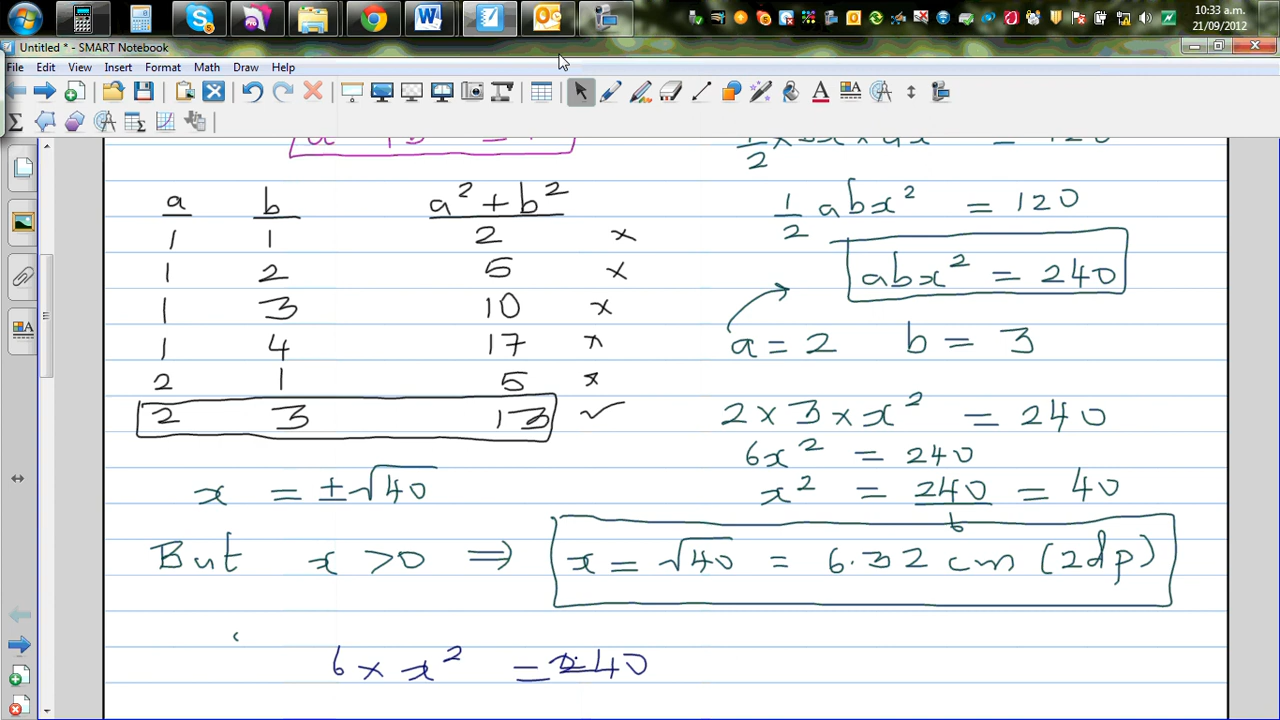 10:33 a.m.
21/09/2012
Untitled * - SMART Notebook
File Edit View Insert Format Math Draw Help
a b a² + b²
1 1 2 ×
1 2 5 ×
1 3 10 ×
1 4 17 ×
2 1 5 ×
2 3 13 ✓
x = ±√40
1/2 abx² = 120
abx² = 240
a = 2 b = 3
2 × 3 × x² = 240
6x² = 240
x² = 240/6 = 40
But x > 0 ⇒ x = √40 = 6.32 cm (2dp)
6 × x² = 240